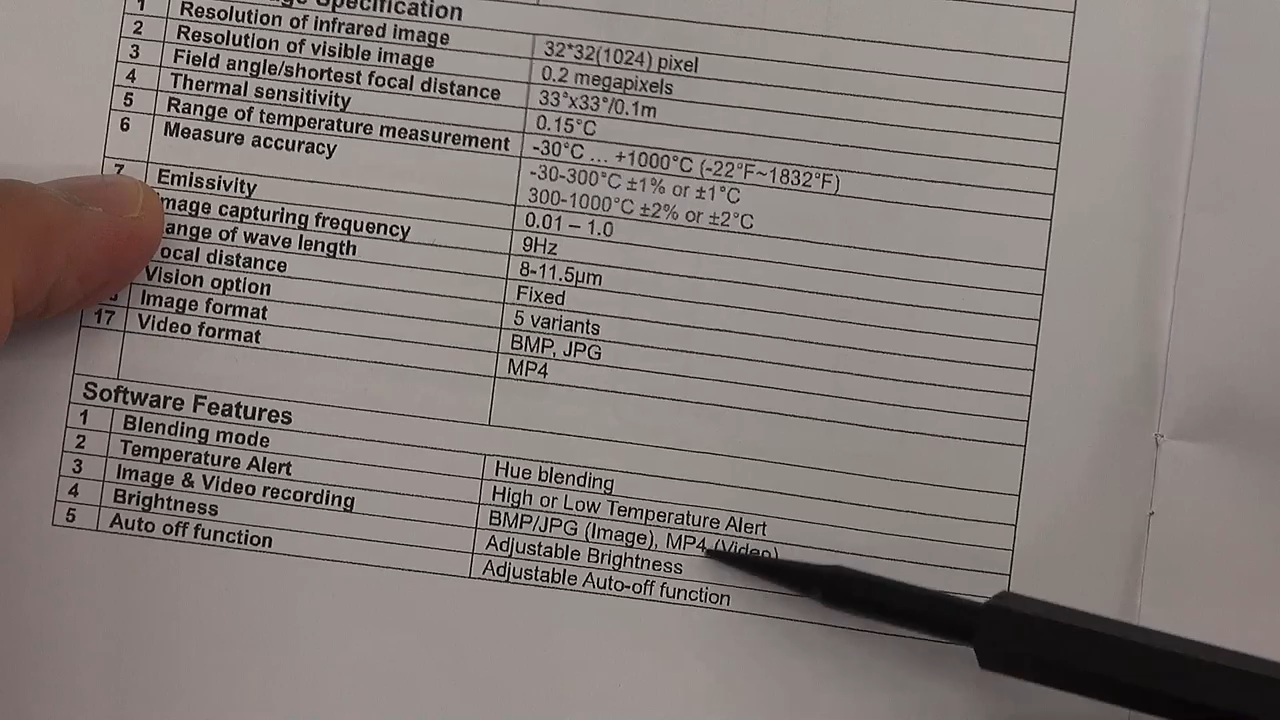 Specification
1 Resolution of infrared image 32*32(1024) pixel
2 Resolution of visible image 0.2 megapixels
3 Field angle/shortest focal distance 33°x33°/0.1m
4 Thermal sensitivity 0.15°C
5 Range of temperature measurement -30°C ... +1000°C (-22°F~1832°F)
6 Measure accuracy -30-300°C ±1% or ±1°C
300-1000°C ±2% or ±2°C
7 Emissivity 0.01 – 1.0
Image capturing frequency 9Hz
ange of wave length 8-11.5µm
ocal distance Fixed
Vision option 5 variants
Image format BMP, JPG
17 Video format MP4
Software Features
1 Blending mode Hue blending
2 Temperature Alert High or Low Temperature Alert
3 Image & Video recording BMP/JPG (Image), MP4 (Video)
4 Brightness Adjustable Brightness
5 Auto off function Adjustable Auto-off function